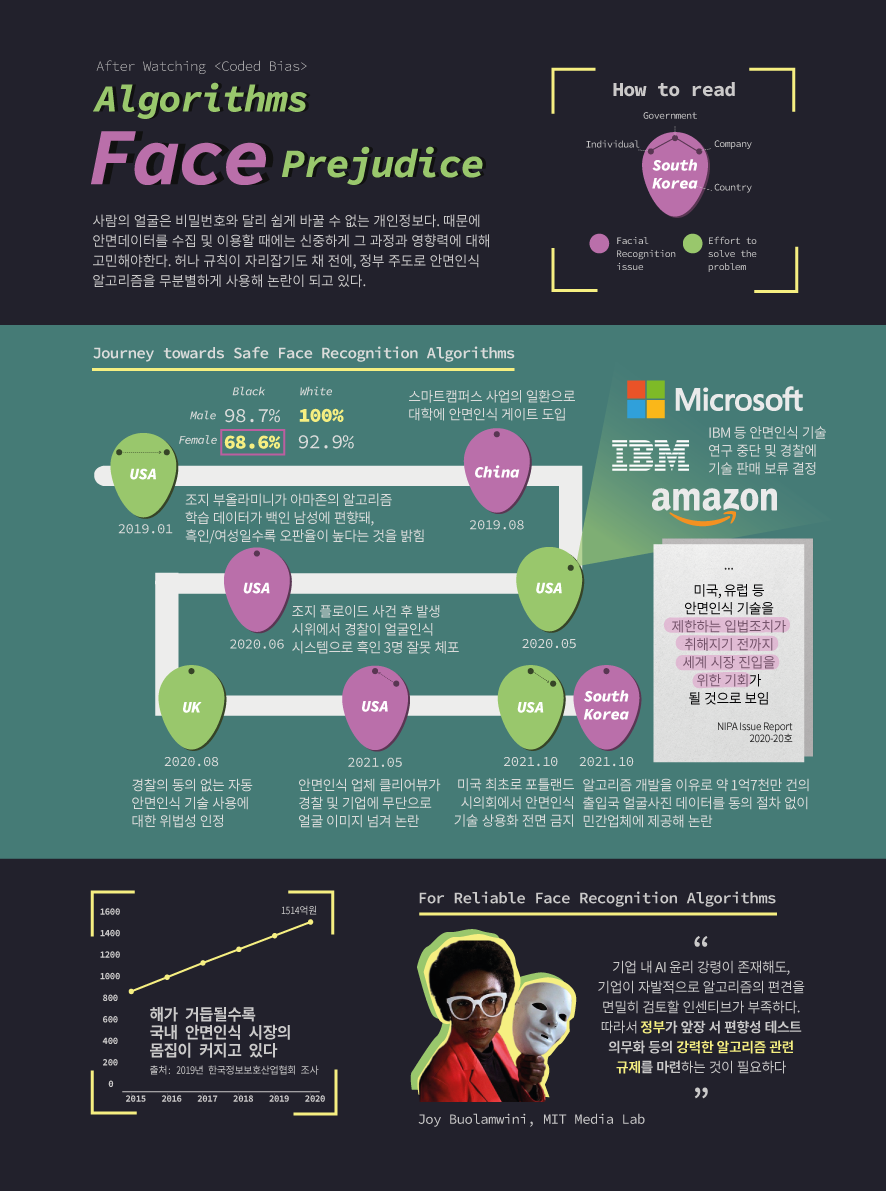 After Watching <Coded Bias>
Algorithms
Face Prejudice
사람의 얼굴은 비밀번호와 달리 쉽게 바꿀 수 없는 개인정보다. 때문에
안면데이터를 수집 및 이용할 때에는 신중하게 그 과정과 영향력에 대해
고민해야한다. 허나 규칙이 자리잡기도 채 전에, 정부 주도로 안면인식
알고리즘을 무분별하게 사용해 논란이 되고 있다.
How to read
Government
Individual
Company
South
Korea
Country
Facial
Recognition
issue
Effort to
solve the
problem
Journey towards Safe Face Recognition Algorithms
Black White
Male 98.7% 100%
Female 68.6% 92.9%
USA
2019.01
조지 부올라미니가 아마존의 알고리즘
학습 데이터가 백인 남성에 편향돼,
흑인/여성일수록 오판율이 높다는 것을 밝힘
스마트캠퍼스 사업의 일환으로
대학에 안면인식 게이트 도입
China
2019.08
Microsoft
IBM
IBM 등 안면인식 기술
연구 중단 및 경찰에
기술 판매 보류 결정
amazon
USA
2020.05
USA
2020.06
조지 플로이드 사건 후 발생
시위에서 경찰이 얼굴인식
시스템으로 흑인 3명 잘못 체포
...
미국, 유럽 등
안면인식 기술을
제한하는 입법조치가
취해지기 전까지
세계 시장 진입을
위한 기회가
될 것으로 보임
NIPA Issue Report
2020-20호
UK
2020.08
경찰의 동의 없는 자동
안면인식 기술 사용에
대한 위법성 인정
USA
2021.05
안면인식 업체 클리어뷰가
경찰 및 기업에 무단으로
얼굴 이미지 넘겨 논란
USA
2021.10
미국 최초로 포틀랜드
시의회에서 안면인식
기술 상용화 전면 금지
South
Korea
2021.10
알고리즘 개발을 이유로 약 1억7천만 건의
출입국 얼굴사진 데이터를 동의 절차 없이
민간업체에 제공해 논란
1600
1400
1200
1000
800
600
400
200
0
1514억원
해가 거듭될수록
국내 안면인식 시장의
몸집이 커지고 있다
출처: 2019년 한국정보보호산업협회 조사
2015 2016 2017 2018 2019 2020
For Reliable Face Recognition Algorithms
“
기업 내 AI 윤리 강령이 존재해도,
기업이 자발적으로 알고리즘의 편견을
면밀히 검토할 인센티브가 부족하다.
따라서 정부가 앞장 서 편향성 테스트
의무화 등의 강력한 알고리즘 관련
규제를 마련하는 것이 필요하다
”
Joy Buolamwini, MIT Media Lab